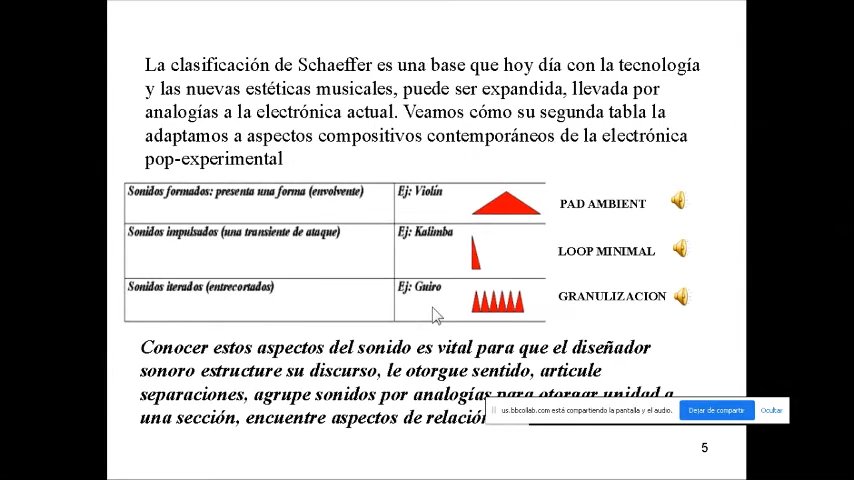 La clasificación de Schaeffer es una base que hoy día con la tecnología
y las nuevas estéticas musicales, puede ser expandida, llevada por
analogías a la electrónica actual. Veamos cómo su segunda tabla la
adaptamos a aspectos compositivos contemporáneos de la electrónica
pop-experimental
Sonidos formados: presenta una forma (envolvente) Ej: Violín PAD AMBIENT
Sonidos impulsados (una transiente de ataque) Ej: Kalimba LOOP MINIMAL
Sonidos iterados (entrecortados) Ej: Guiro GRANULIZACION
Conocer estos aspectos del sonido es vital para que el diseñador
sonoro estructure su discurso, le otorgue sentido, articule
separaciones, agrupe sonidos por analogías para otorgar unidad a
una sección, encuentre aspectos de relación
us.bbcollab.com está compartiendo la pantalla y el audio. Dejar de compartir Ocultar
5